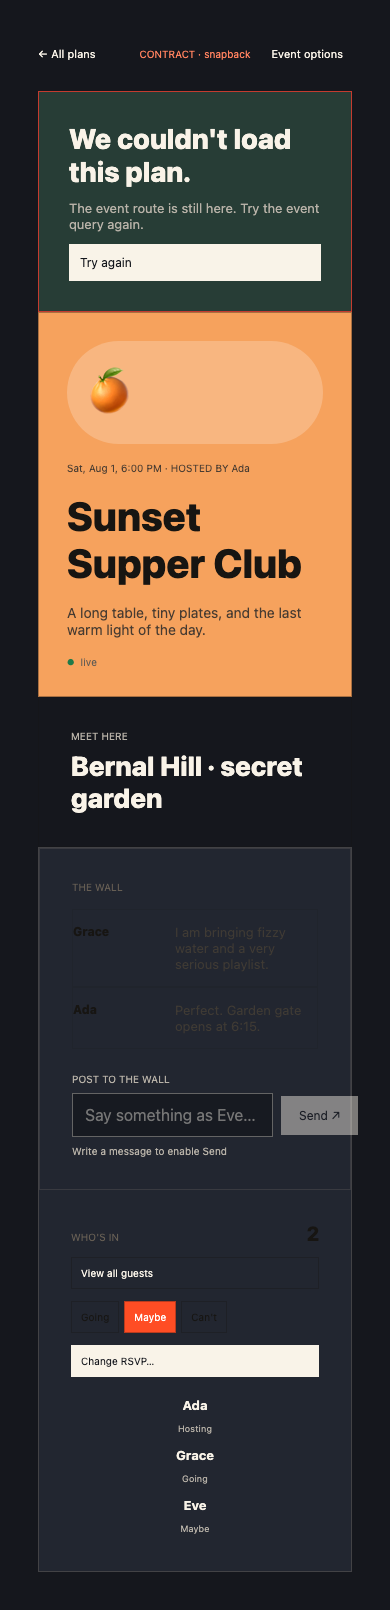 ← All plans
CONTRACT · snapback
Event options
We couldn't load
this plan.
The event route is still here. Try the event
query again.
Try again
Sat, Aug 1, 6:00 PM · HOSTED BY Ada
Sunset
Supper Club
A long table, tiny plates, and the last
warm light of the day.
live
MEET HERE
Bernal Hill · secret
garden
THE WALL
Grace
I am bringing fizzy
water and a very
serious playlist.
Ada
Perfect. Garden gate
opens at 6:15.
POST TO THE WALL
Say something as Eve...
Send ↗
Write a message to enable Send
WHO'S IN
2
View all guests
Going
Maybe
Can't
Change RSVP...
Ada
Hosting
Grace
Going
Eve
Maybe